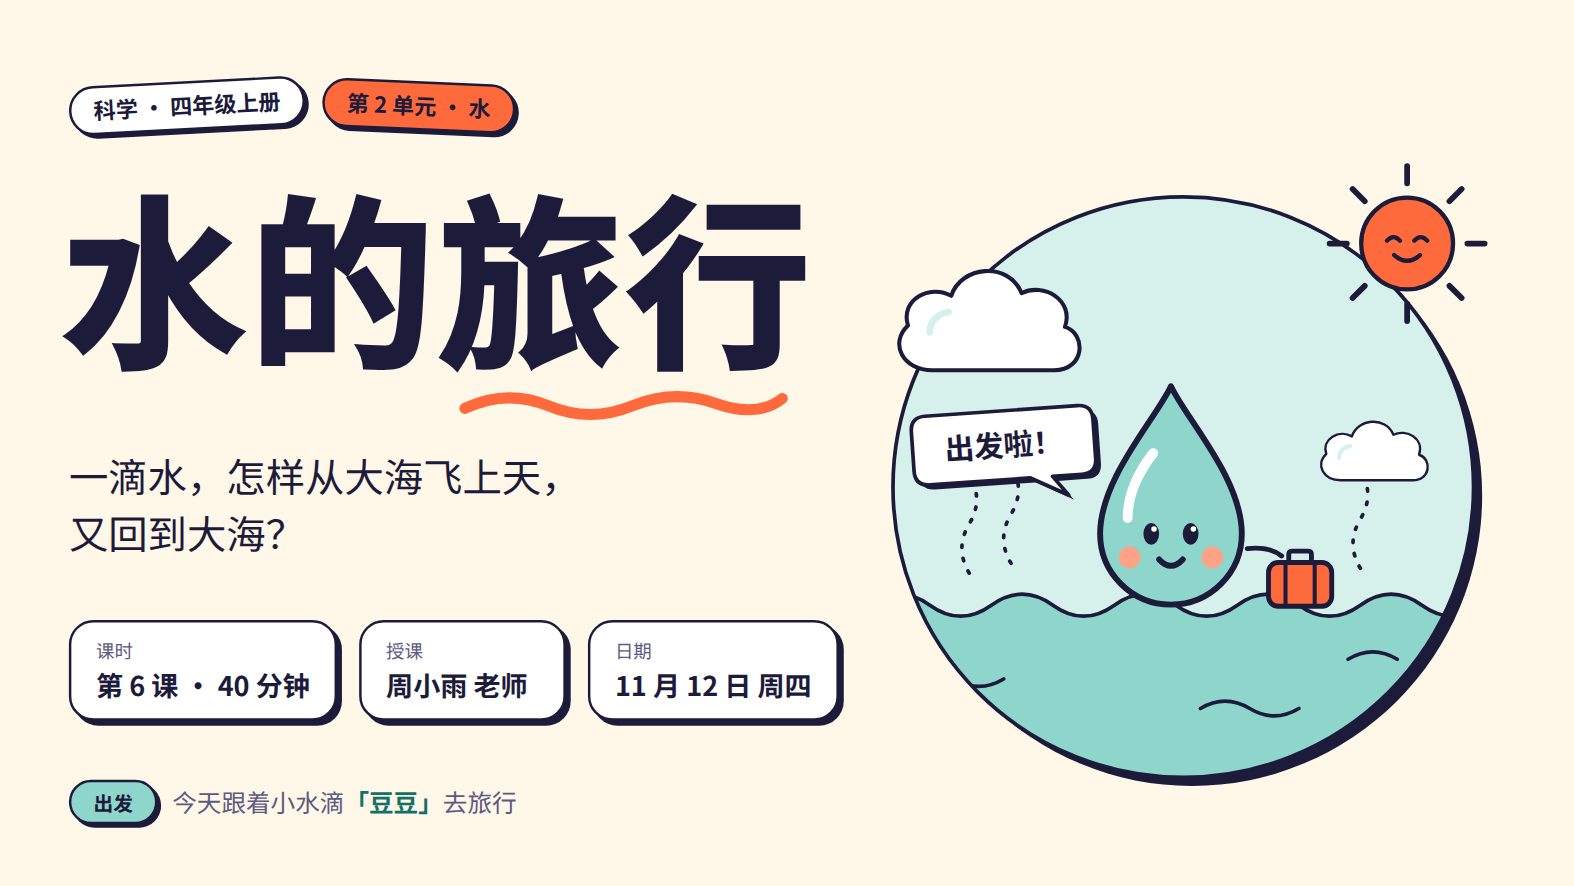 科学 · 四年级上册
第 2 单元 · 水
水的旅行
一滴水，怎样从大海飞上天，
又回到大海？
出发啦！
课时
第 6 课 · 40 分钟
授课
周小雨 老师
日期
11 月 12 日 周四
出发
今天跟着小水滴「豆豆」去旅行